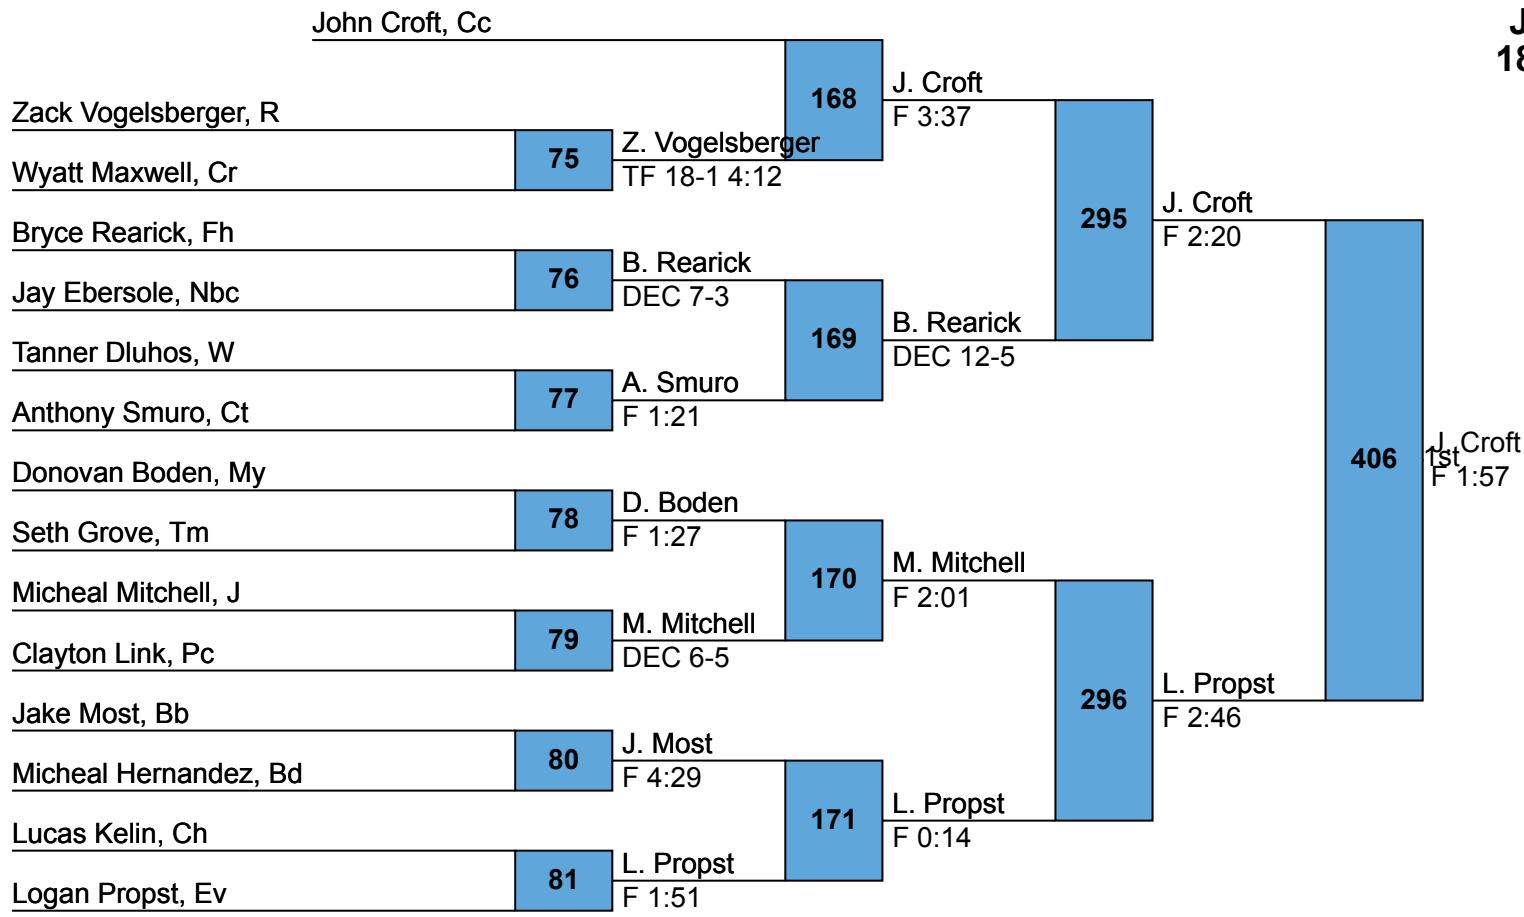 John Croft, Cc
J
18
Zack Vogelsberger, R
Wyatt Maxwell, Cr
Bryce Rearick, Fh
Jay Ebersole, Nbc
Tanner Dluhos, W
Anthony Smuro, Ct
Donovan Boden, My
Seth Grove, Tm
Micheal Mitchell, J
Clayton Link, Pc
Jake Most, Bb
Micheal Hernandez, Bd
Lucas Kelin, Ch
Logan Propst, Ev
75
76
77
78
79
80
81
Z. Vogelsberger
TF 18-1 4:12
B. Rearick
DEC 7-3
A. Smuro
F 1:21
D. Boden
F 1:27
M. Mitchell
DEC 6-5
J. Most
F 4:29
L. Propst
F 1:51
168
169
170
171
J. Croft
F 3:37
B. Rearick
DEC 12-5
M. Mitchell
F 2:01
L. Propst
F 0:14
295
296
J. Croft
F 2:20
L. Propst
F 2:46
406
J. Croft
1st
F 1:57